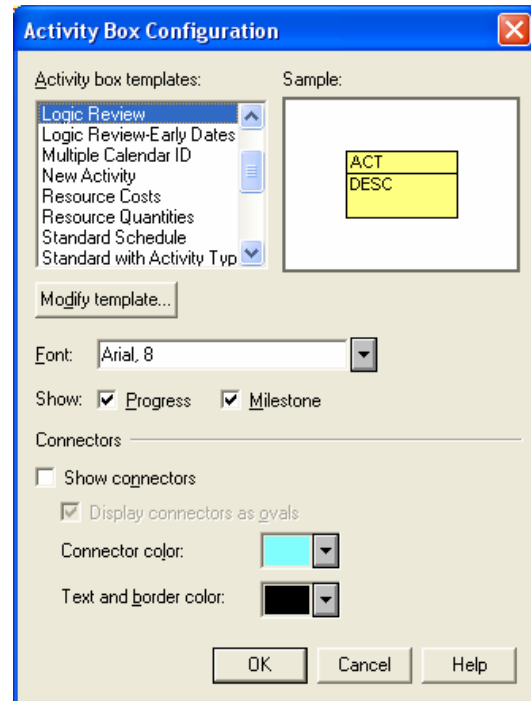 Activity Box Configuration
Activity box templates:
Sample:
Logic Review
Logic Review-Early Dates
Multiple Calendar ID
New Activity
Resource Costs
Resource Quantities
Standard Schedule
Standard with Activity Typ
ACT
DESC
Modify template...
Font: Arial, 8
Show: Progress Milestone
Connectors
Show connectors
Display connectors as ovals
Connector color:
Text and border color:
OK Cancel Help